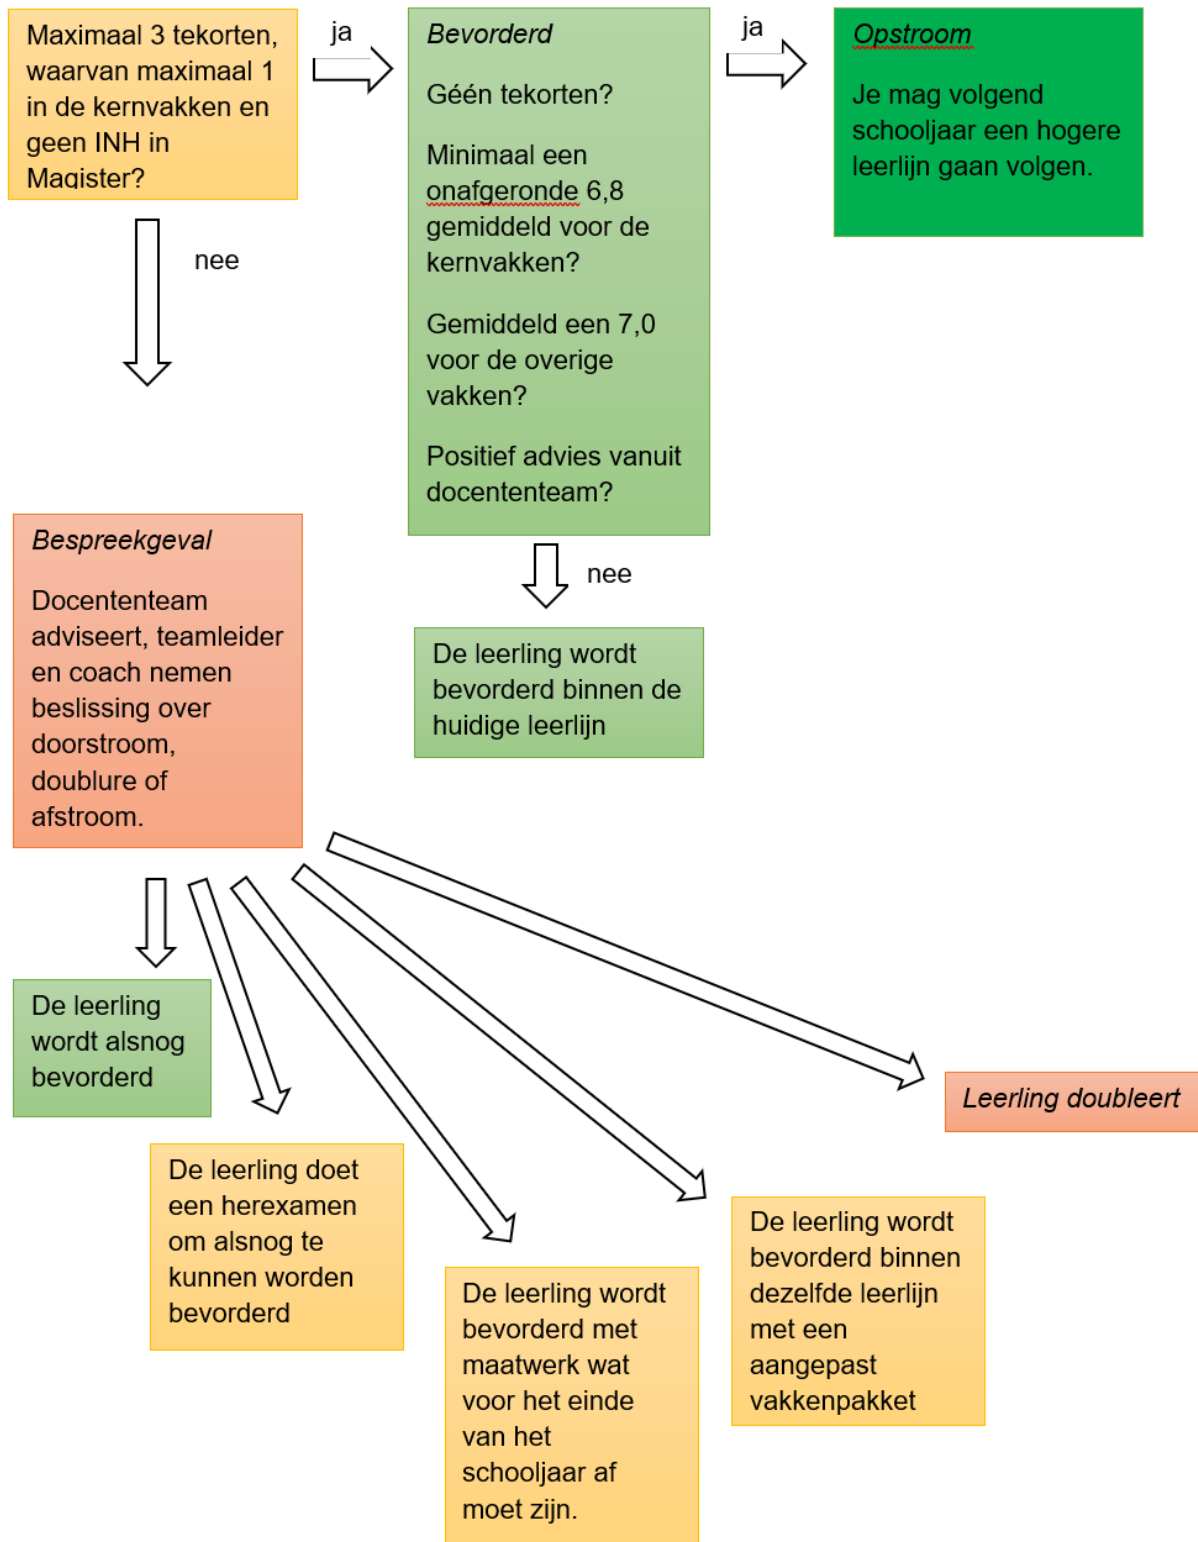 Maximaal 3 tekorten,
waarvan maximaal 1
in de kernvakken en
geen INH in
Magister?
ja
Bevorderd
Géén tekorten?
Minimaal een
onafgeronde 6,8
gemiddeld voor de
kernvakken?
Gemiddeld een 7,0
voor de overige
vakken?
Positief advies vanuit
docententeam?
ja
Opstroom
Je mag volgend
schooljaar een hogere
leerlijn gaan volgen.
nee
nee
De leerling wordt
bevorderd binnen de
huidige leerlijn
Bespreekgeval
Docententeam
adviseert, teamleider
en coach nemen
beslissing over
doorstroom,
doublure of
afstroom.
De leerling
wordt alsnog
bevorderd
De leerling doet
een herexamen
om alsnog te
kunnen worden
bevorderd
De leerling wordt
bevorderd met
maatwerk wat
voor het einde
van het
schooljaar af
moet zijn.
De leerling wordt
bevorderd binnen
dezelfde leerlijn
met een
aangepast
vakkenpakket
Leerling doubleert